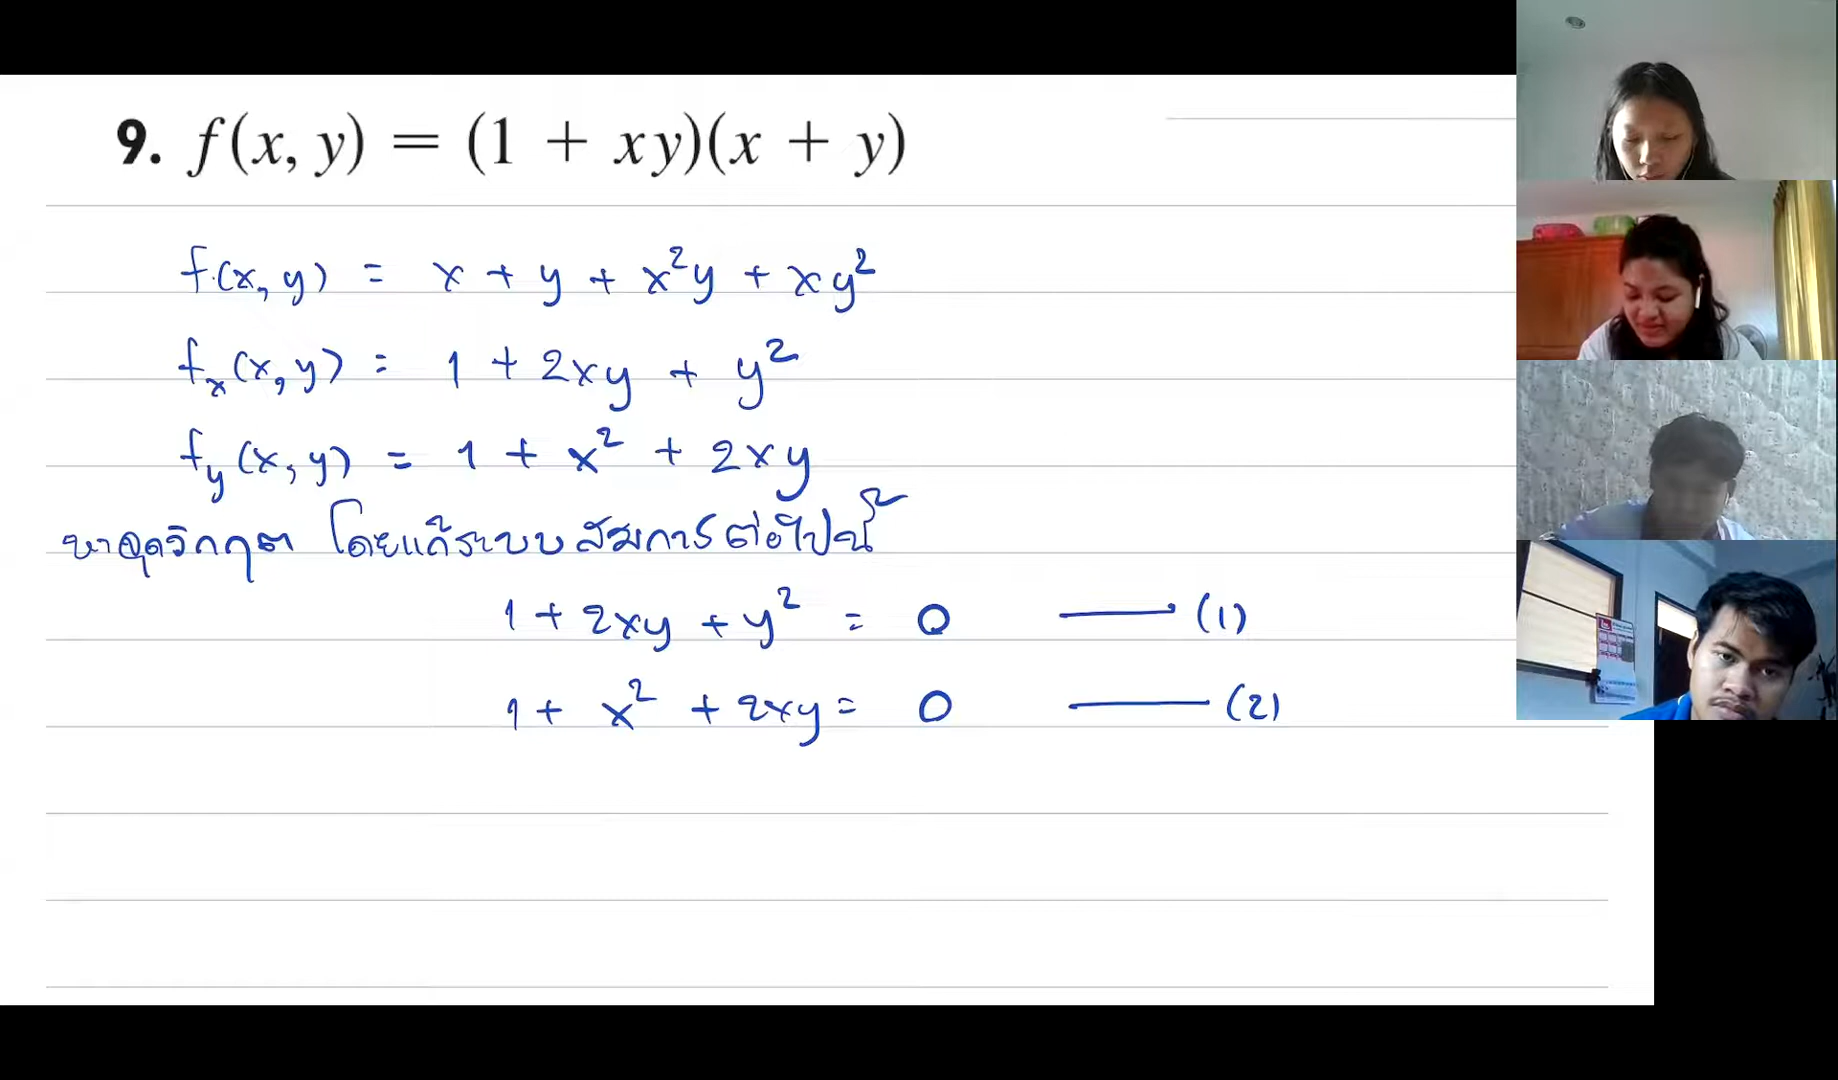 9. f(x, y) = (1 + xy)(x + y)
f(x, y) = x + y + x²y + xy²
fₓ(x, y) = 1 + 2xy + y²
f_y(x, y) = 1 + x² + 2xy
หาจุดวิกฤต โดยแก้ระบบสมการต่อไปนี้
1 + 2xy + y² = 0 —— (1)
1 + x² + 2xy = 0 —— (2)